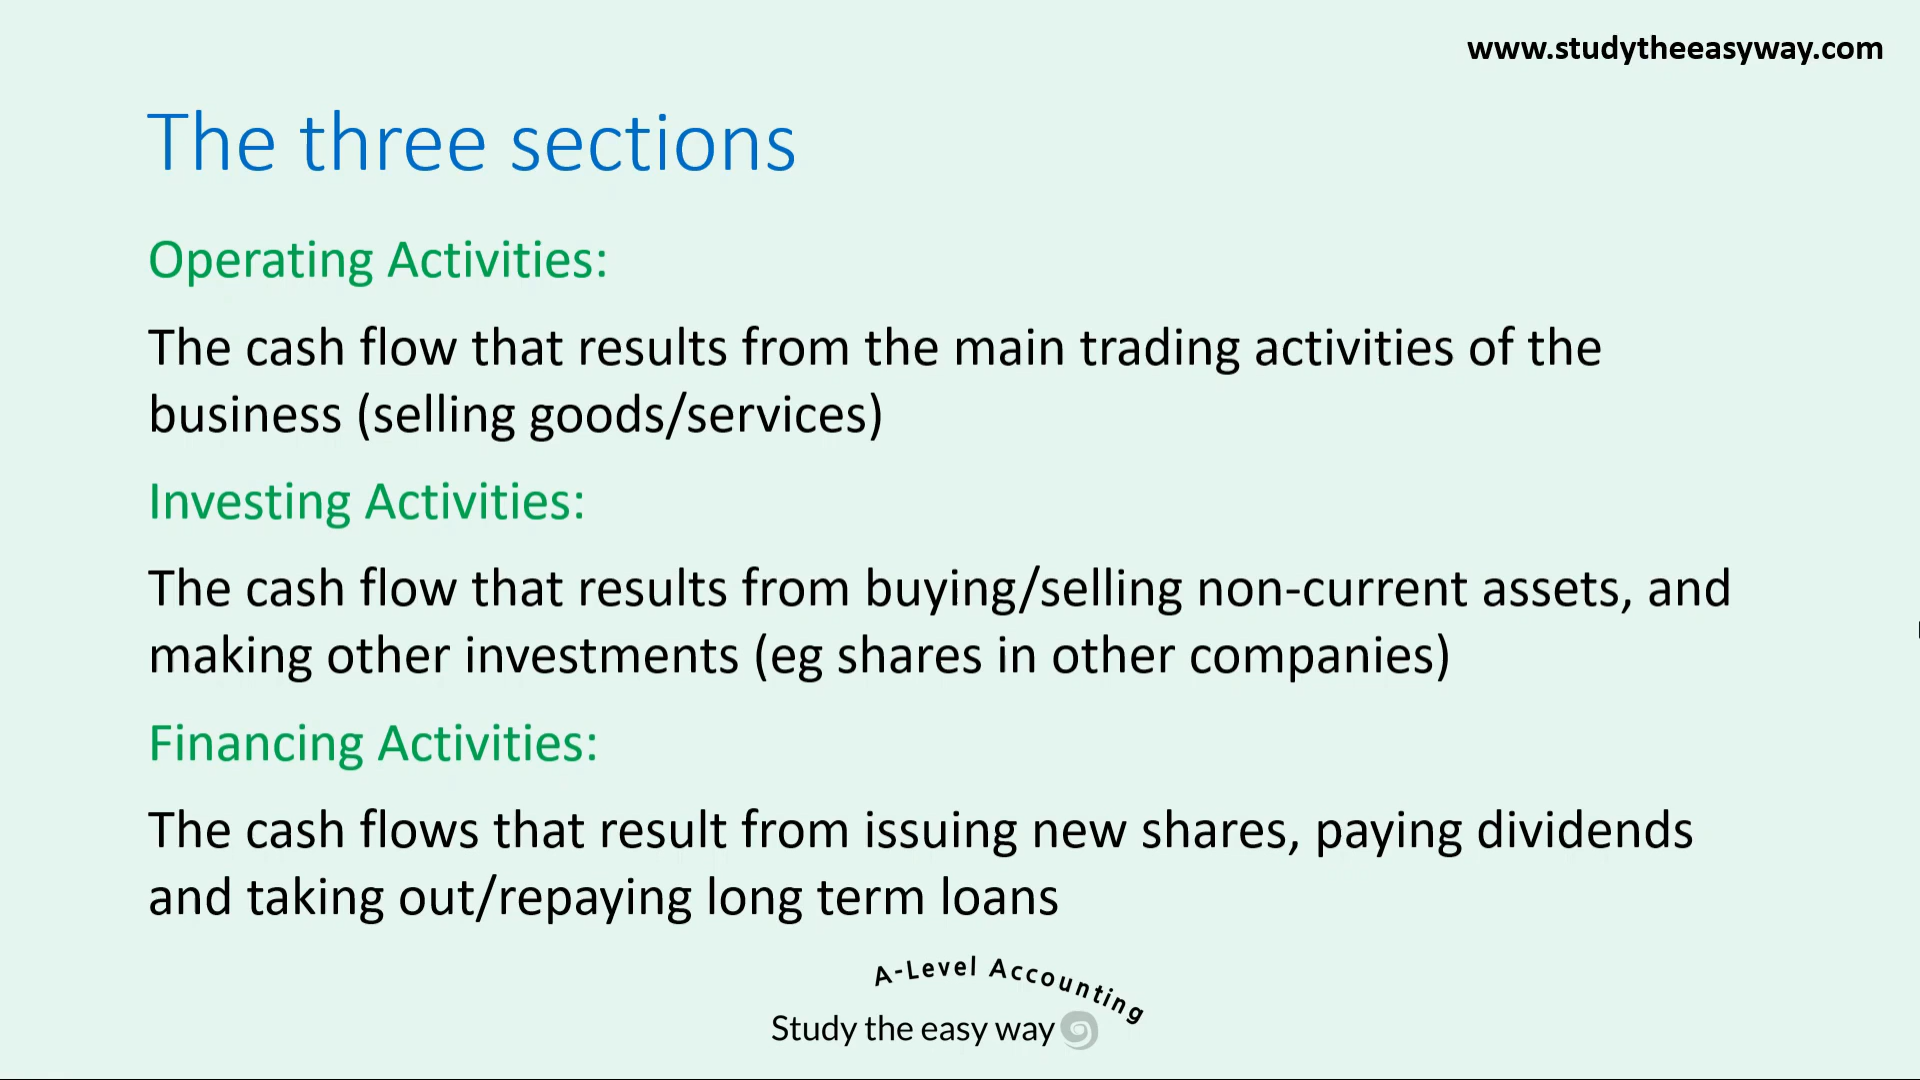 www.studytheeasyway.com
The three sections
Operating Activities:
The cash flow that results from the main trading activities of the
business (selling goods/services)
Investing Activities:
The cash flow that results from buying/selling non-current assets, and
making other investments (eg shares in other companies)
Financing Activities:
The cash flows that result from issuing new shares, paying dividends
and taking out/repaying long term loans
A-Level Accounting
Study the easy way